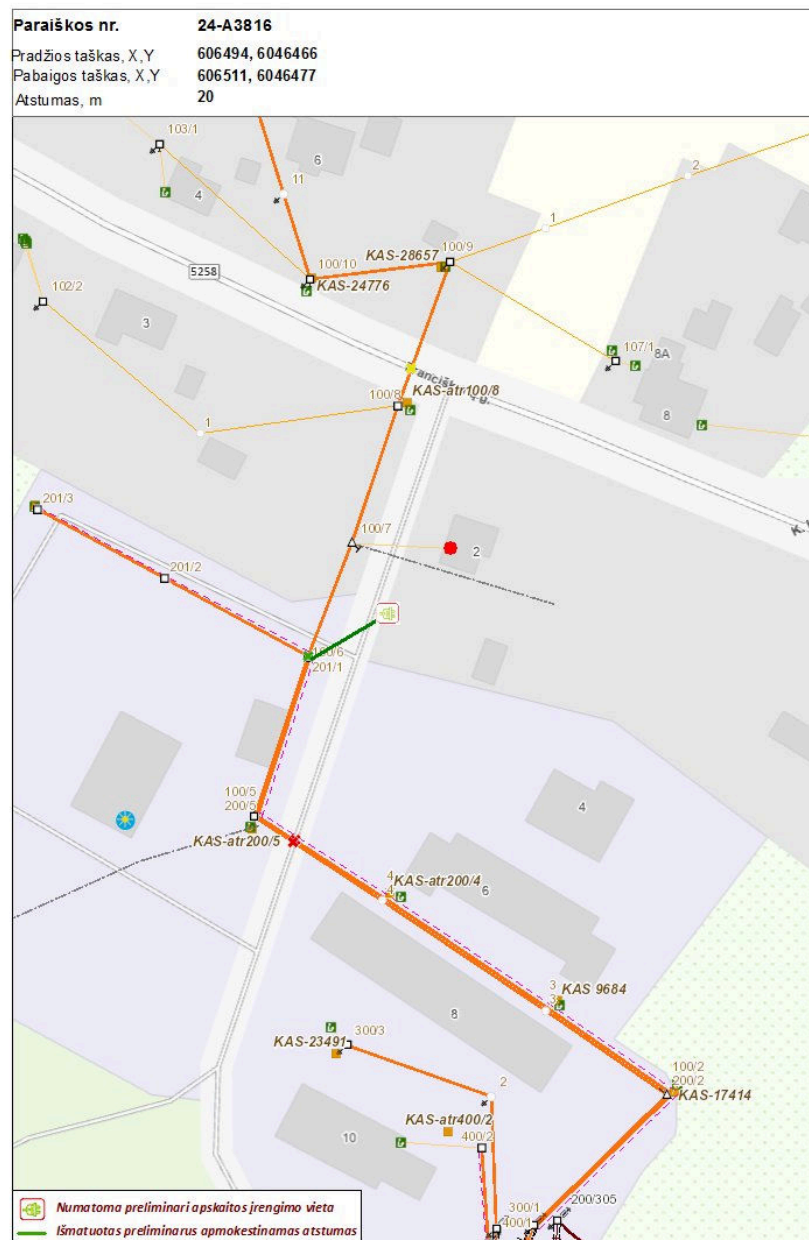 Paraiškos nr. 24-A3816
Pradžios taškas, X,Y 606494, 6046466
Pabaigos taškas, X,Y 606511, 6046477
Atstumas, m 20
103/1
6
4
11
2
1
KAS-28657 100/9
100/10
KAS-24776
5258
102/2
3
107/1
8A
8
100/8
KAS-atr100/8
1
201/3
100/7
2
201/2
201/1
4
100/5
200/5
KAS-atr200/5
4
4
KAS-atr200/4
6
3
3
KAS 9684
8
300/3
KAS-23491
2
100/2
200/2
KAS-17414
KAS-atr400/2
400/2
10
300/1
400/1
200/305
Numatoma preliminari apskaitos įrengimo vieta
Išmatuotas preliminarus apmokestinamas atstumas